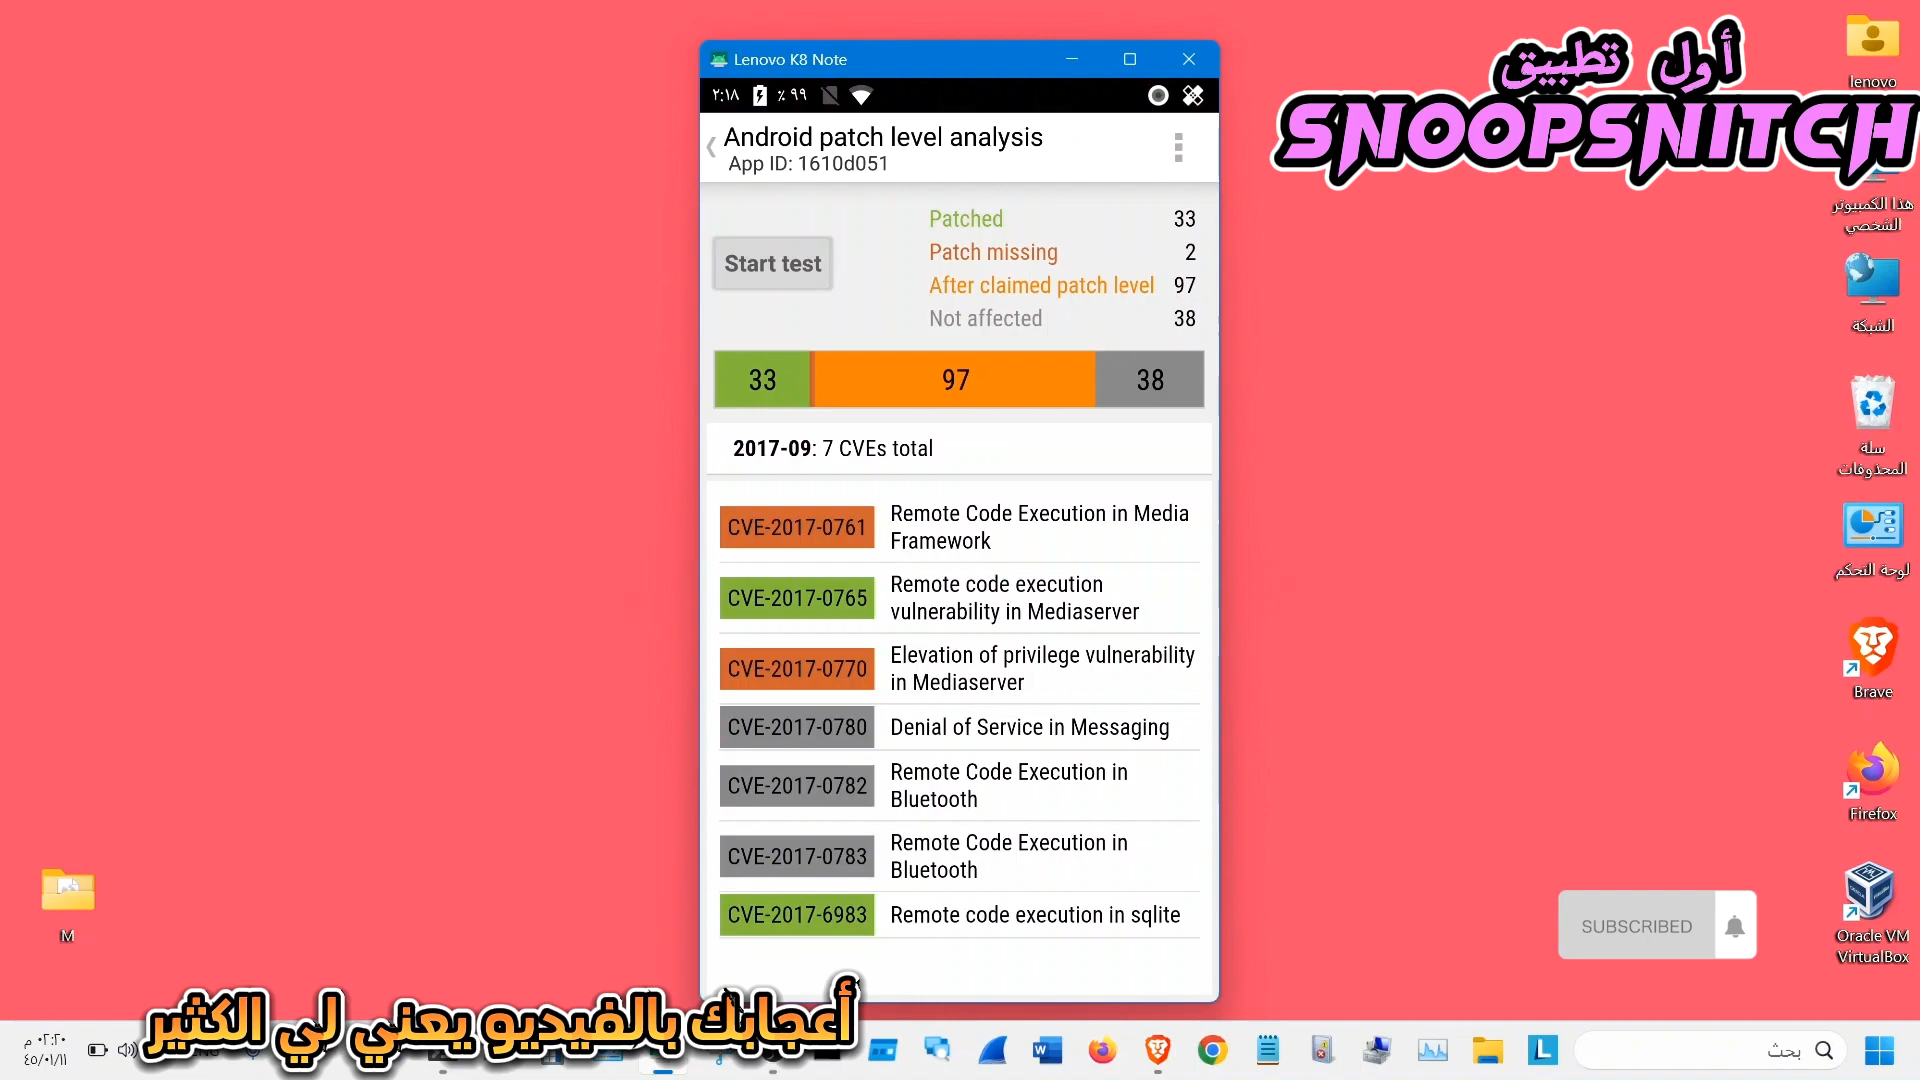 Lenovo K8 Note
٢:١٨
٪ ٩٩
Android patch level analysis
App ID: 1610d051
Start test
Patched 33
Patch missing 2
After claimed patch level 97
Not affected 38
33 97 38
2017-09: 7 CVEs total
CVE-2017-0761 Remote Code Execution in Media
Framework
CVE-2017-0765 Remote code execution
vulnerability in Mediaserver
CVE-2017-0770 Elevation of privilege vulnerability
in Mediaserver
CVE-2017-0780 Denial of Service in Messaging
CVE-2017-0782 Remote Code Execution in
Bluetooth
CVE-2017-0783 Remote Code Execution in
Bluetooth
CVE-2017-6983 Remote code execution in sqlite
أول تطبيق
SNOOPSNITCH
lenovo
هذا الكمبيوتر
الشخصي
الشبكة
سلة
المحذوفات
لوحة التحكم
Brave
Firefox
Oracle VM
VirtualBox
M
SUBSCRIBED
أعجابك بالفيديو يعني لي الكثير
بحث
٠٢:٢٠ م
٤٥/٠١/١١